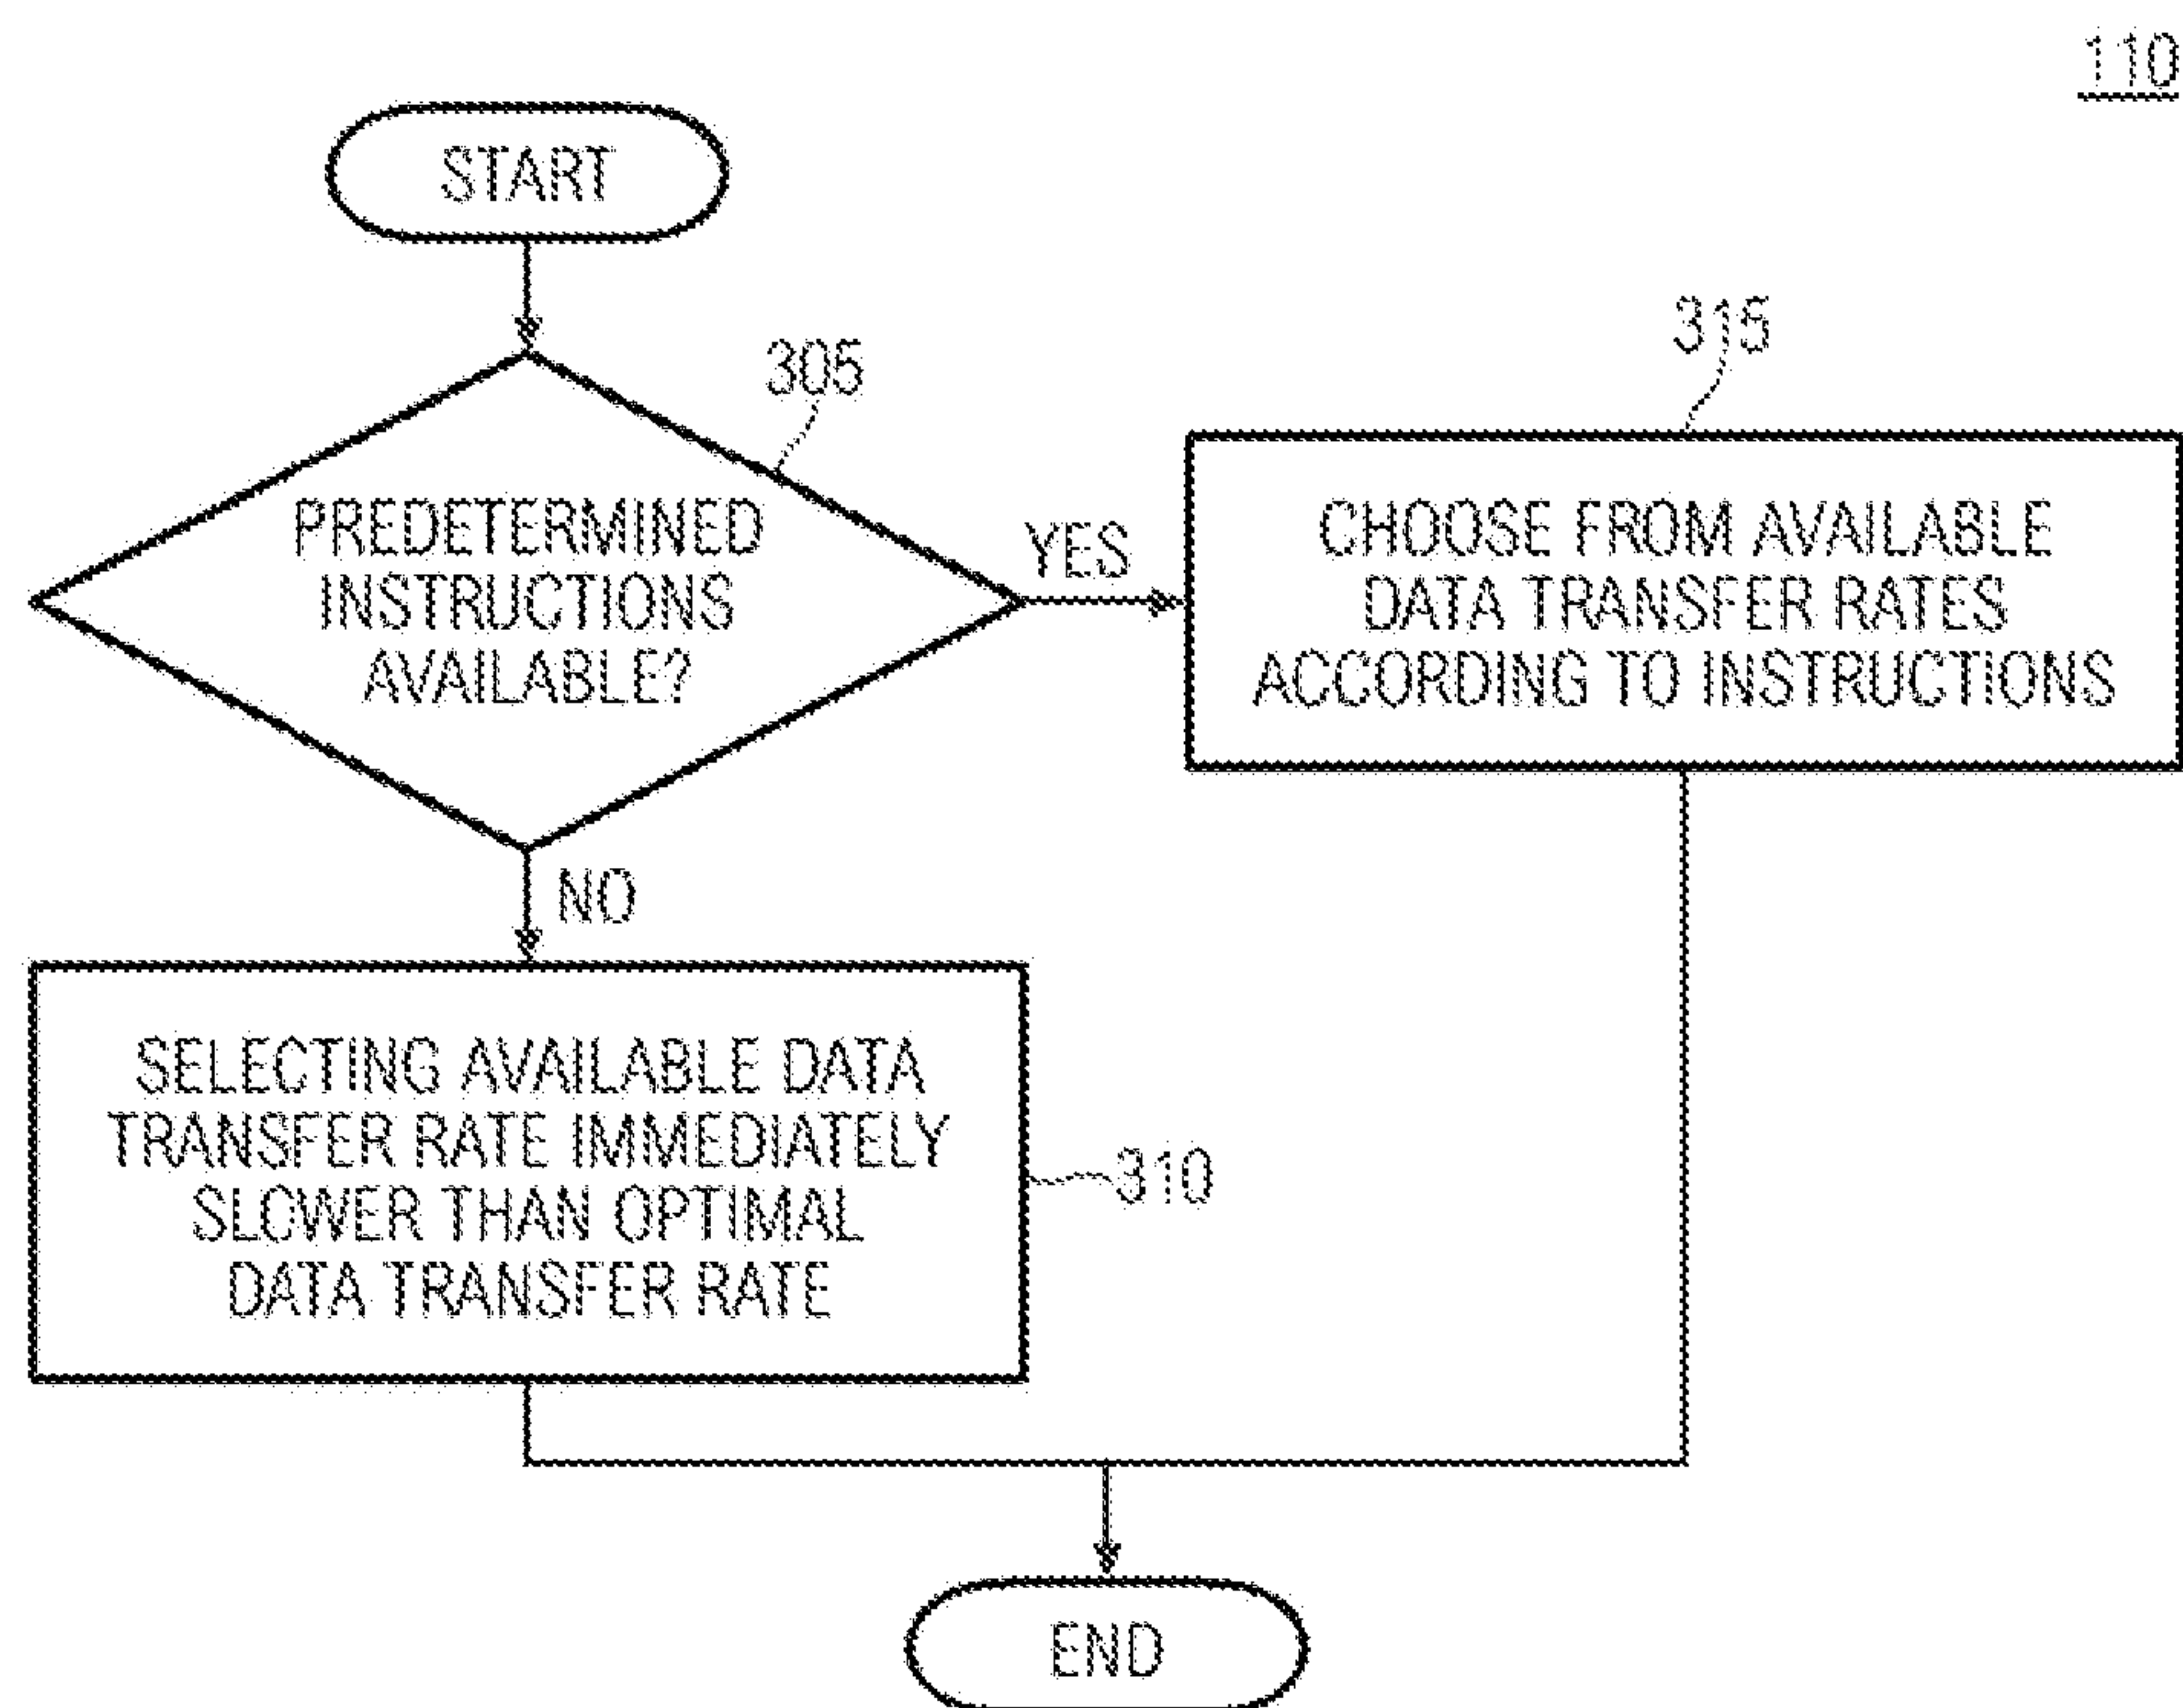 110
START
305
PREDETERMINED
INSTRUCTIONS
AVAILABLE?
YES
315
CHOOSE FROM AVAILABLE
DATA TRANSFER RATES
ACCORDING TO INSTRUCTIONS
NO
SELECTING AVAILABLE DATA
TRANSFER RATE IMMEDIATELY
SLOWER THAN OPTIMAL
DATA TRANSFER RATE
310
END